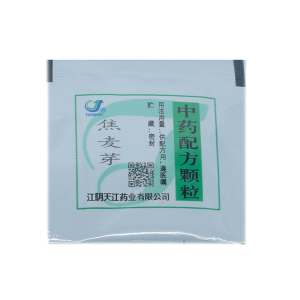 中药配方颗粒
用法用量：供配方用，遵医嘱
贮　藏：密封
焦麦芽
江阴天江药业有限公司